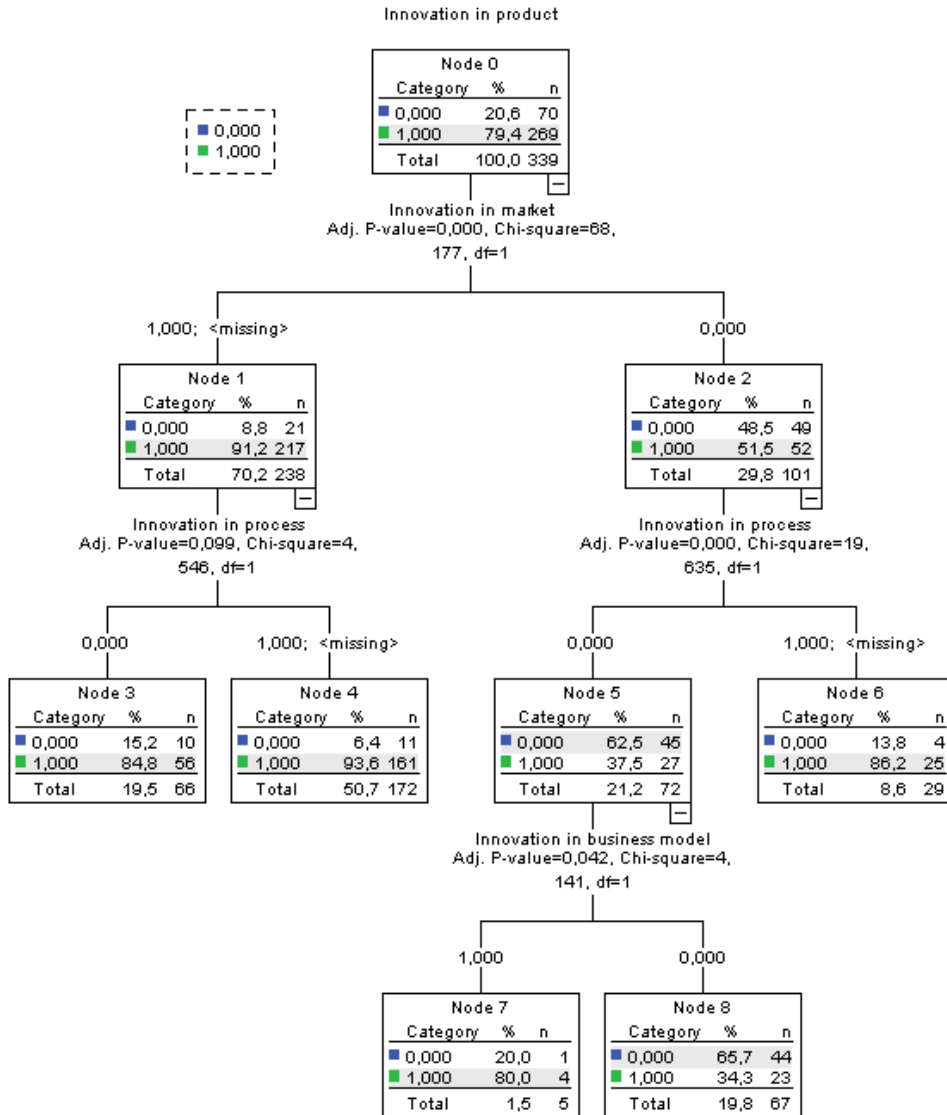 Innovation in product
Node 0
Category % n
0,000 20,6 70
1,000 79,4 269
Total 100,0 339
0,000
1,000
Innovation in market
Adj. P-value=0,000, Chi-square=68,
177, df=1
1,000; <missing>
0,000
Node 1
Category % n
0,000 8,8 21
1,000 91,2 217
Total 70,2 238
Node 2
Category % n
0,000 48,5 49
1,000 51,5 52
Total 29,8 101
Innovation in process
Adj. P-value=0,099, Chi-square=4,
546, df=1
Innovation in process
Adj. P-value=0,000, Chi-square=19,
635, df=1
0,000
1,000; <missing>
0,000
1,000; <missing>
Node 3
Category % n
0,000 15,2 10
1,000 84,8 56
Total 19,5 66
Node 4
Category % n
0,000 6,4 11
1,000 93,6 161
Total 50,7 172
Node 5
Category % n
0,000 62,5 45
1,000 37,5 27
Total 21,2 72
Node 6
Category % n
0,000 13,8 4
1,000 86,2 25
Total 8,6 29
Innovation in business model
Adj. P-value=0,042, Chi-square=4,
141, df=1
1,000
0,000
Node 7
Category % n
0,000 20,0 1
1,000 80,0 4
Total 1,5 5
Node 8
Category % n
0,000 65,7 44
1,000 34,3 23
Total 19,8 67